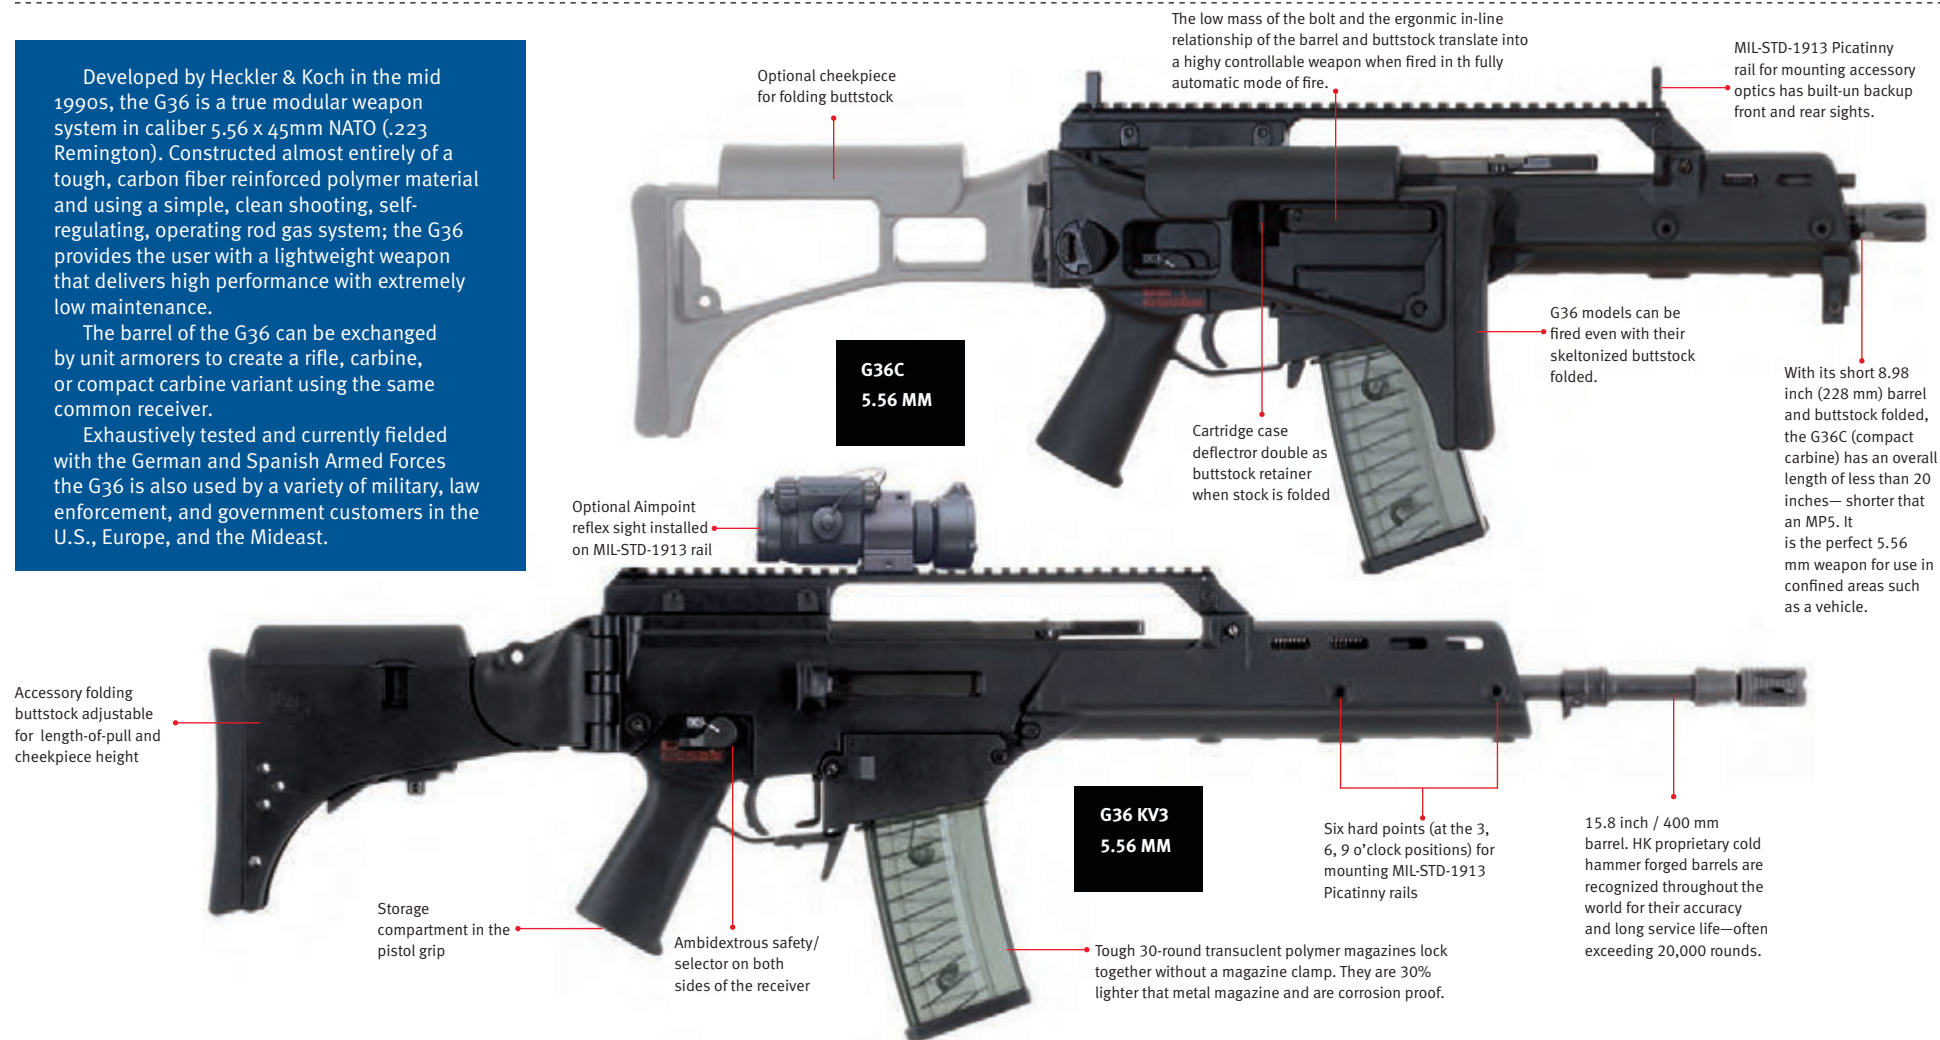 Developed by Heckler & Koch in the mid
1990s, the G36 is a true modular weapon
system in caliber 5.56 x 45mm NATO (.223
Remington). Constructed almost entirely of a
tough, carbon fiber reinforced polymer material
and using a simple, clean shooting, self-
regulating, operating rod gas system; the G36
provides the user with a lightweight weapon
that delivers high performance with extremely
low maintenance.
The barrel of the G36 can be exchanged
by unit armorers to create a rifle, carbine,
or compact carbine variant using the same
common receiver.
Exhaustively tested and currently fielded
with the German and Spanish Armed Forces
the G36 is also used by a variety of military, law
enforcement, and government customers in the
U.S., Europe, and the Mideast.
Optional cheekpiece
for folding buttstock
The low mass of the bolt and the ergonmic in-line
relationship of the barrel and buttstock translate into
a highy controllable weapon when fired in th fully
automatic mode of fire.
MIL-STD-1913 Picatinny
rail for mounting accessory
optics has built-un backup
front and rear sights.
G36C
5.56 MM
Cartridge case
deflectror double as
buttstock retainer
when stock is folded
G36 models can be
fired even with their
skeltonized buttstock
folded.
With its short 8.98
inch (228 mm) barrel
and buttstock folded,
the G36C (compact
carbine) has an overall
length of less than 20
inches— shorter that
an MP5. It
is the perfect 5.56
mm weapon for use in
confined areas such
as a vehicle.
Optional Aimpoint
reflex sight installed
on MIL-STD-1913 rail
Accessory folding
buttstock adjustable
for length-of-pull and
cheekpiece height
Storage
compartment in the
pistol grip
Ambidextrous safety/
selector on both
sides of the receiver
G36 KV3
5.56 MM
Tough 30-round transuclent polymer magazines lock
together without a magazine clamp. They are 30%
lighter that metal magazine and are corrosion proof.
Six hard points (at the 3,
6, 9 o'clock positions) for
mounting MIL-STD-1913
Picatinny rails
15.8 inch / 400 mm
barrel. HK proprietary cold
hammer forged barrels are
recognized throughout the
world for their accuracy
and long service life—often
exceeding 20,000 rounds.